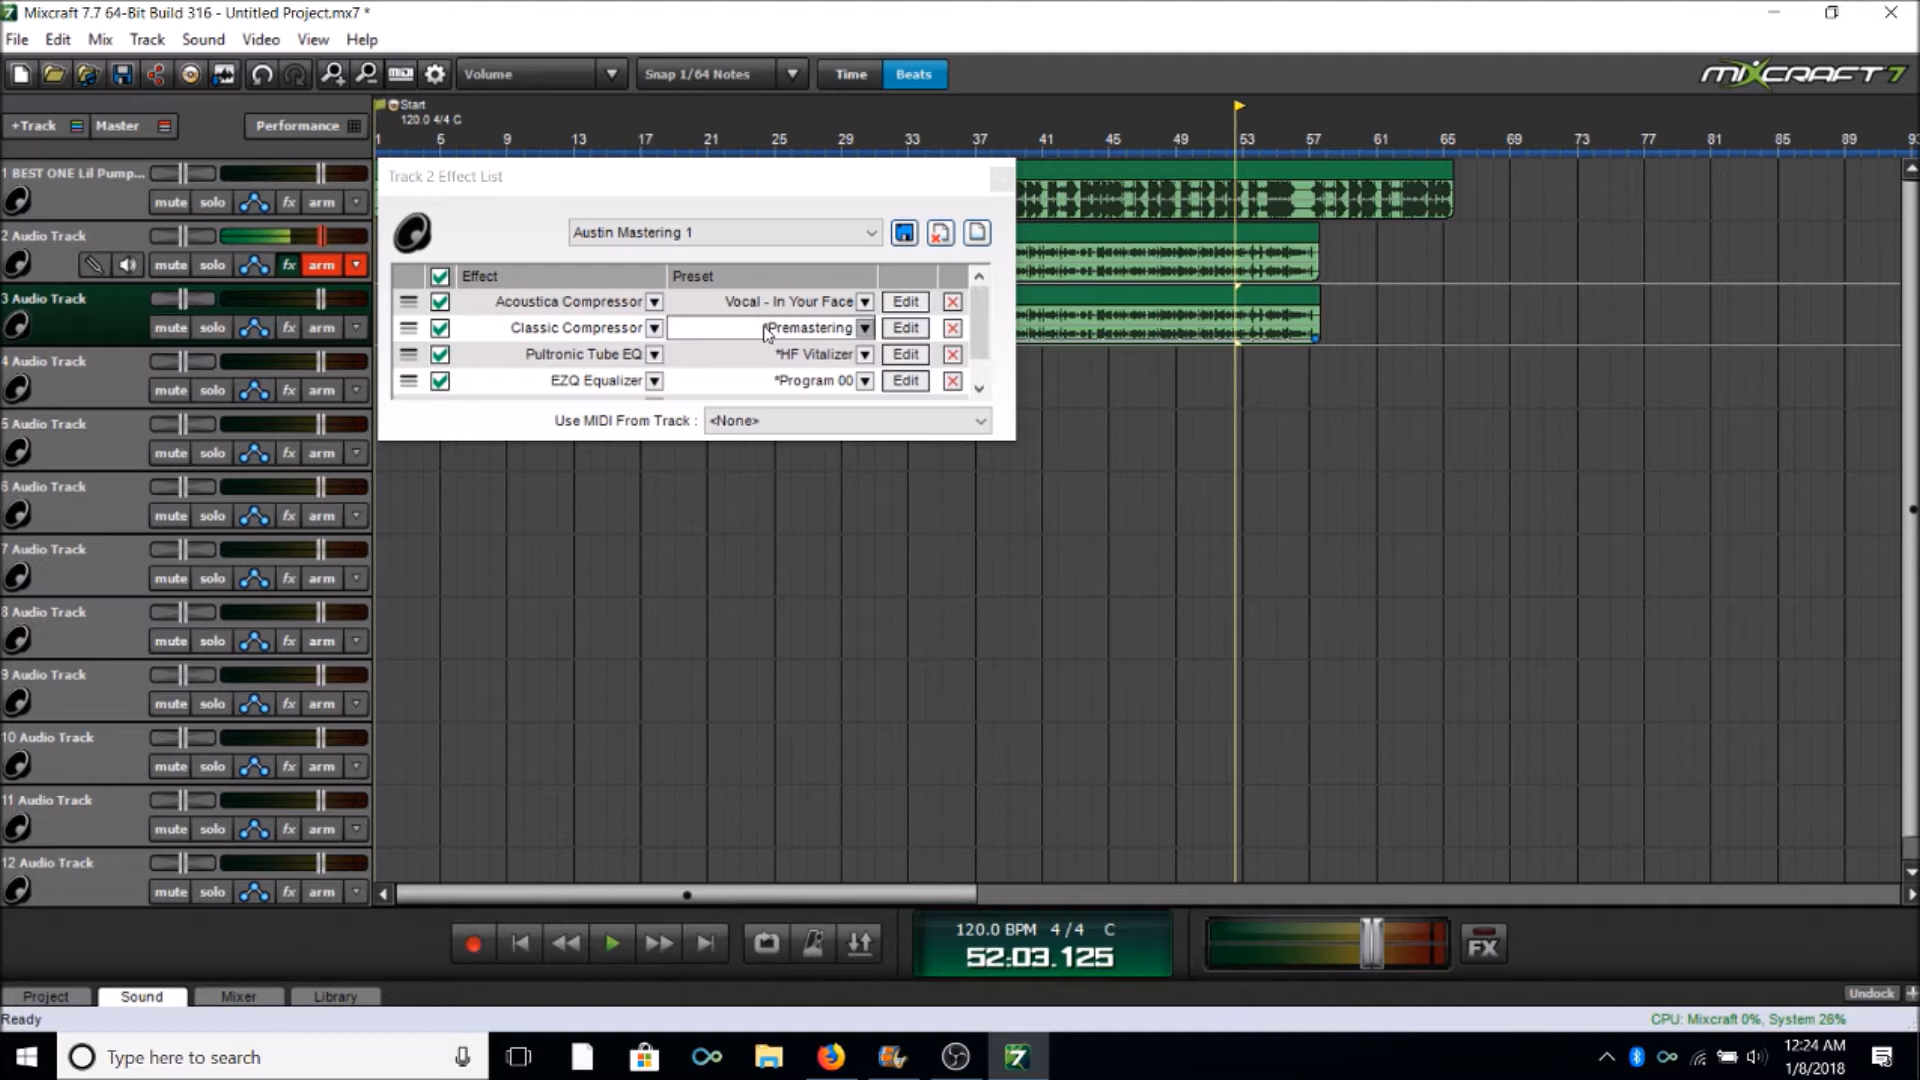 Mixcraft 7.7 64-Bit Build 316 - Untitled Project.mx7 *
File Edit Mix Track Sound Video View Help
Volume Snap 1/64 Notes Time Beats MIXCRAFT 7
+Track Master Performance
Start
120.0 4/4 C
1 5 9 13 17 21 25 29 33 37 41 45 49 53 57 61 65 69 73 77 81 85 89 93
1 BEST ONE Lil Pump...
mute solo fx arm
2 Audio Track
mute solo fx arm
3 Audio Track
mute solo fx arm
4 Audio Track
mute solo fx arm
5 Audio Track
mute solo fx arm
6 Audio Track
mute solo fx arm
7 Audio Track
mute solo fx arm
8 Audio Track
mute solo fx arm
9 Audio Track
mute solo fx arm
10 Audio Track
mute solo fx arm
11 Audio Track
mute solo fx arm
12 Audio Track
mute solo fx arm
Track 2 Effect List
Austin Mastering 1
Effect Preset
Acoustica Compressor Vocal - In Your Face Edit
Classic Compressor *Premastering Edit
Pultronic Tube EQ *HF Vitalizer Edit
EZQ Equalizer *Program 00 Edit
Use MIDI From Track : <None>
120.0 BPM 4/4 C
52:03.125
FX
Project Sound Mixer Library Undock
Ready CPU: Mixcraft 0%, System 26%
Type here to search
12:24 AM
1/8/2018